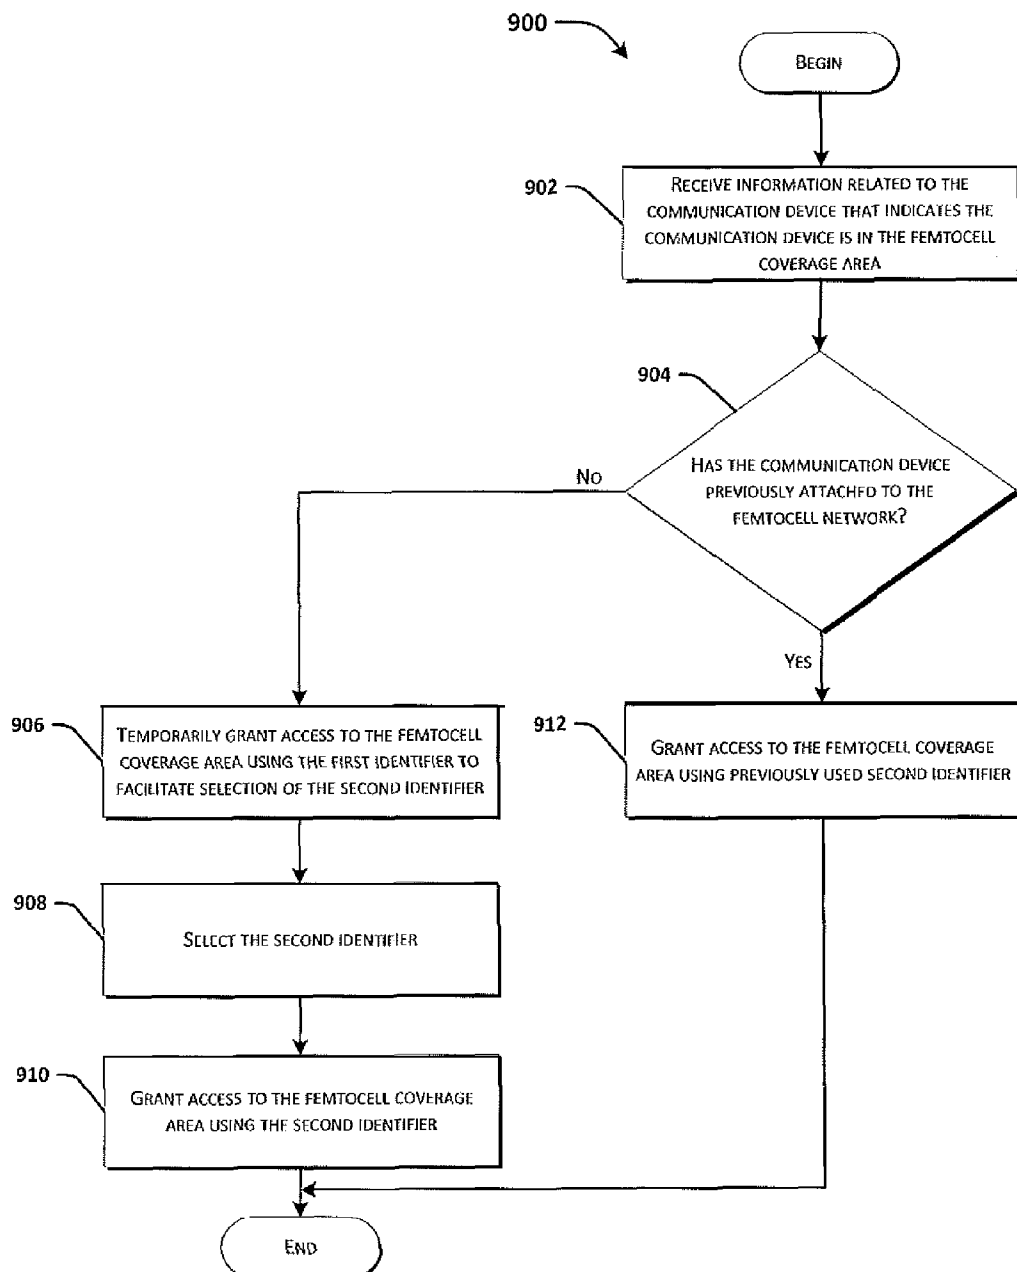 900
BEGIN
902
RECEIVE INFORMATION RELATED TO THE
COMMUNICATION DEVICE THAT INDICATES THE
COMMUNICATION DEVICE IS IN THE FEMTOCELL
COVERAGE AREA
904
HAS THE COMMUNICATION DEVICE
PREVIOUSLY ATTACHED TO THE
FEMTOCELL NETWORK?
NO
YES
906
TEMPORARILY GRANT ACCESS TO THE FEMTOCELL
COVERAGE AREA USING THE FIRST IDENTIFIER TO
FACILITATE SELECTION OF THE SECOND IDENTIFIER
912
GRANT ACCESS TO THE FEMTOCELL COVERAGE
AREA USING PREVIOUSLY USED SECOND IDENTIFIER
908
SELECT THE SECOND IDENTIFIER
910
GRANT ACCESS TO THE FEMTOCELL COVERAGE
AREA USING THE SECOND IDENTIFIER
END